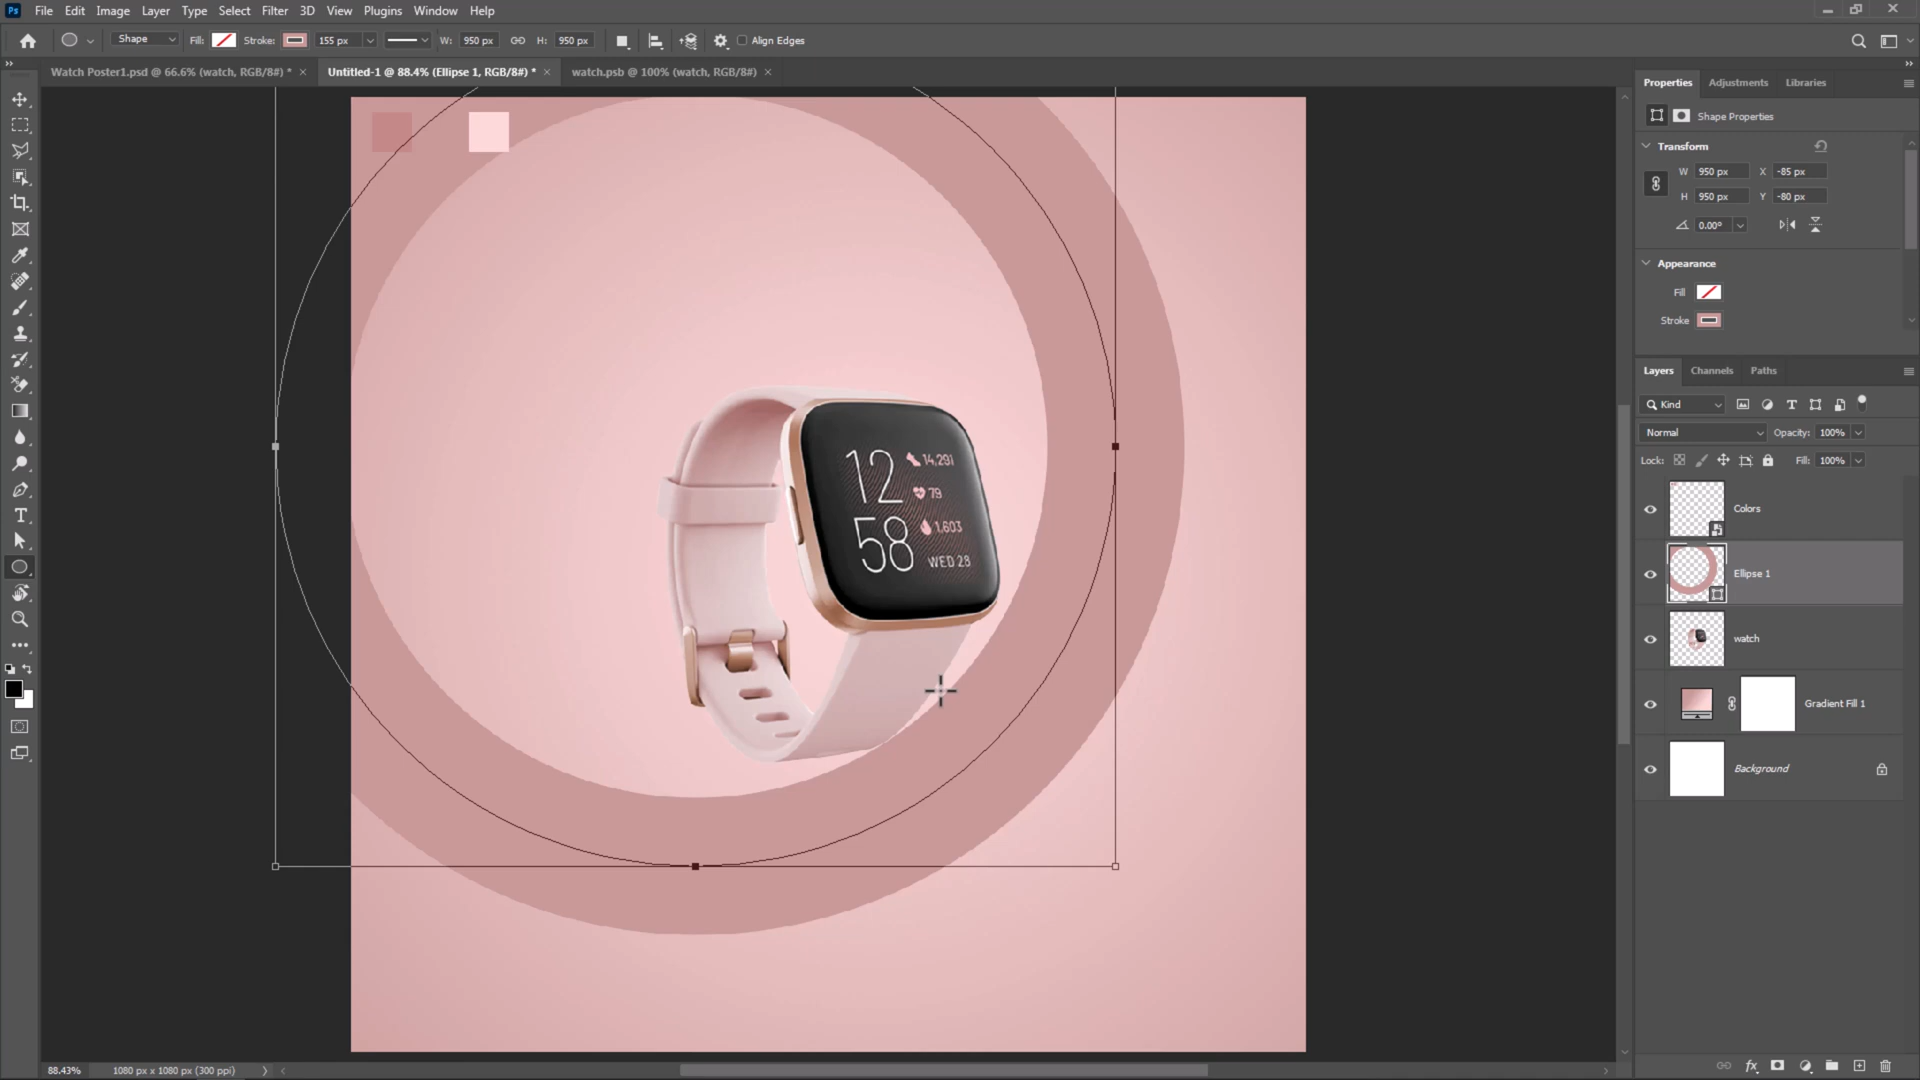 Ps File Edit Image Layer Type Select Filter 3D View Plugins Window Help
Shape Fill: Stroke: 155 px W: 950 px H: 950 px Align Edges
Watch Poster1.psd @ 66.6% (watch, RGB/8#) * × Untitled-1 @ 88.4% (Ellipse 1, RGB/8#) * × watch.psb @ 100% (watch, RGB/8#) ×
Properties Adjustments Libraries
Shape Properties
Transform
W 950 px X -85 px
H 950 px Y -80 px
0.00°
Appearance
Fill
Stroke
Layers Channels Paths
Kind
Normal Opacity: 100%
Lock: Fill: 100%
Colors
Ellipse 1
watch
Gradient Fill 1
Background
12 14,291
79
58 1,603
WED 28
88.43% 1080 px x 1080 px (300 ppi)